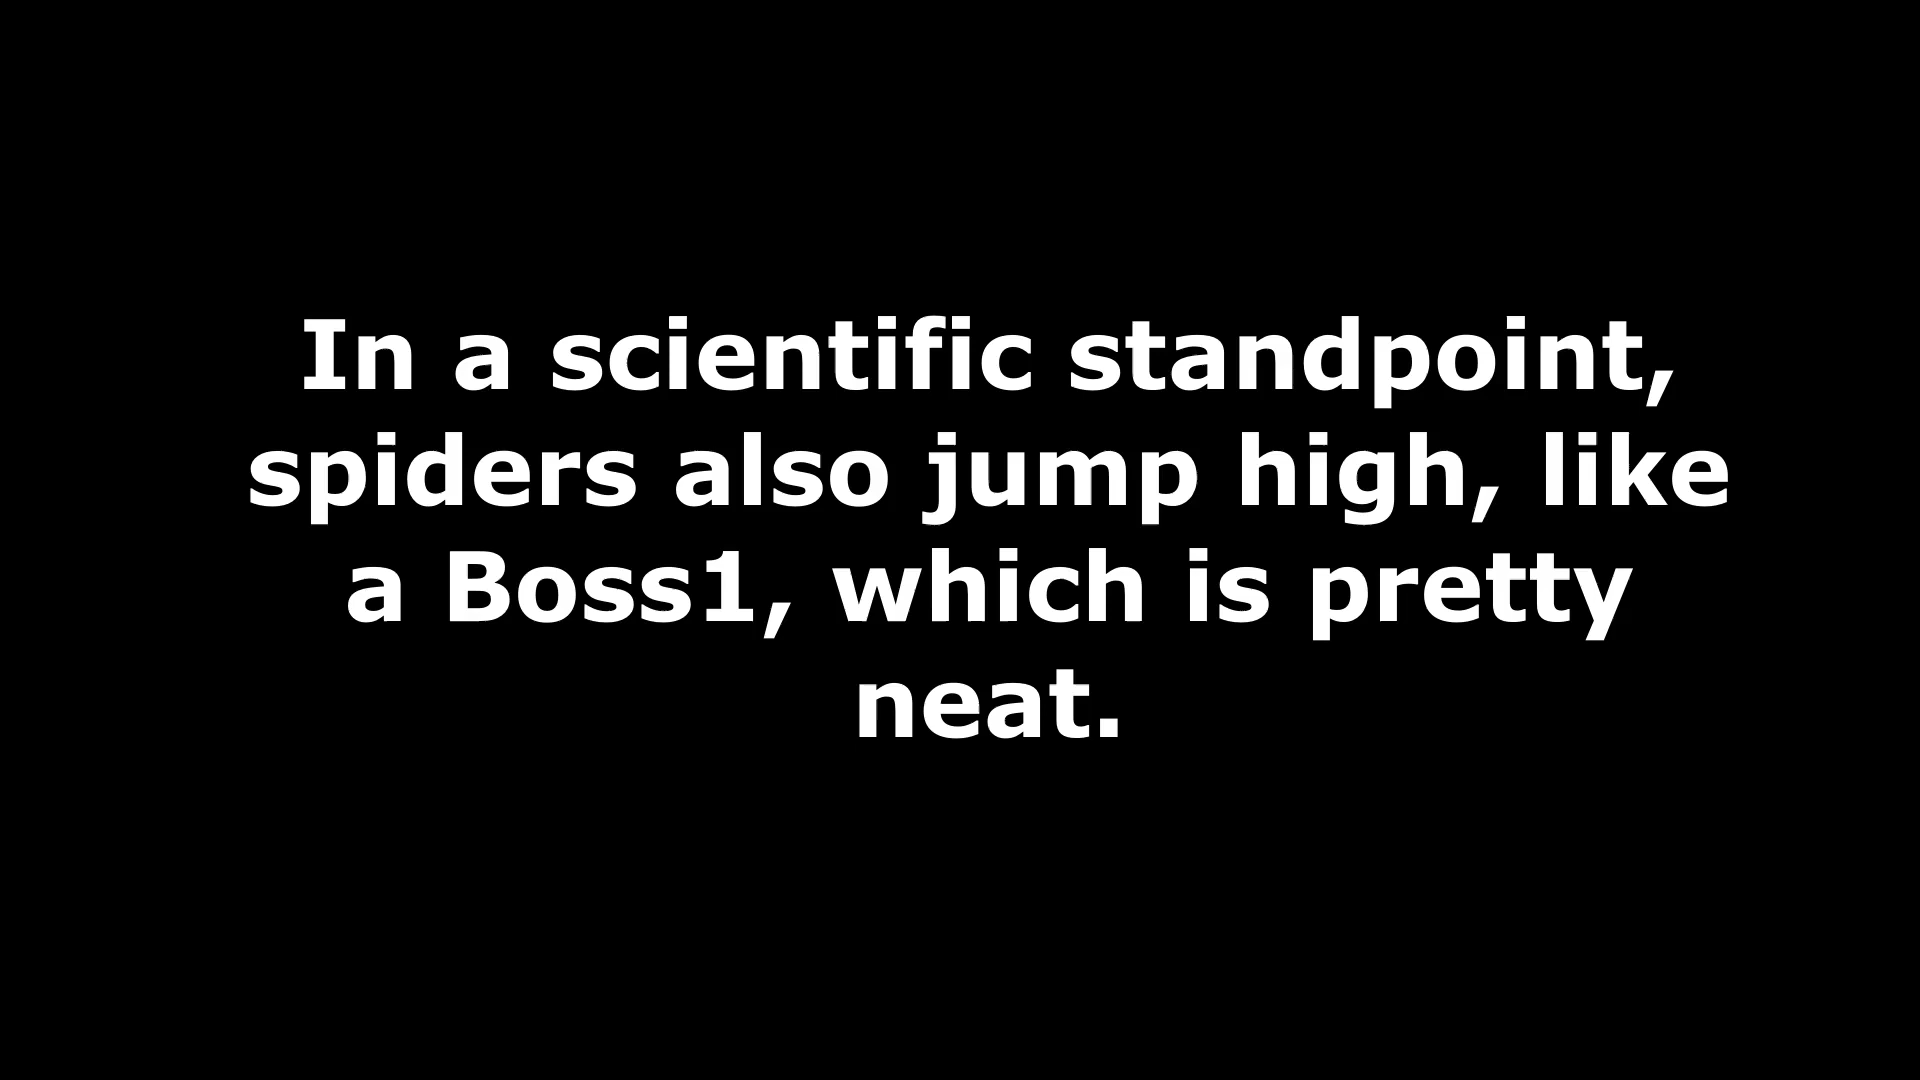 In a scientific standpoint,
spiders also jump high, like
a Boss1, which is pretty
neat.